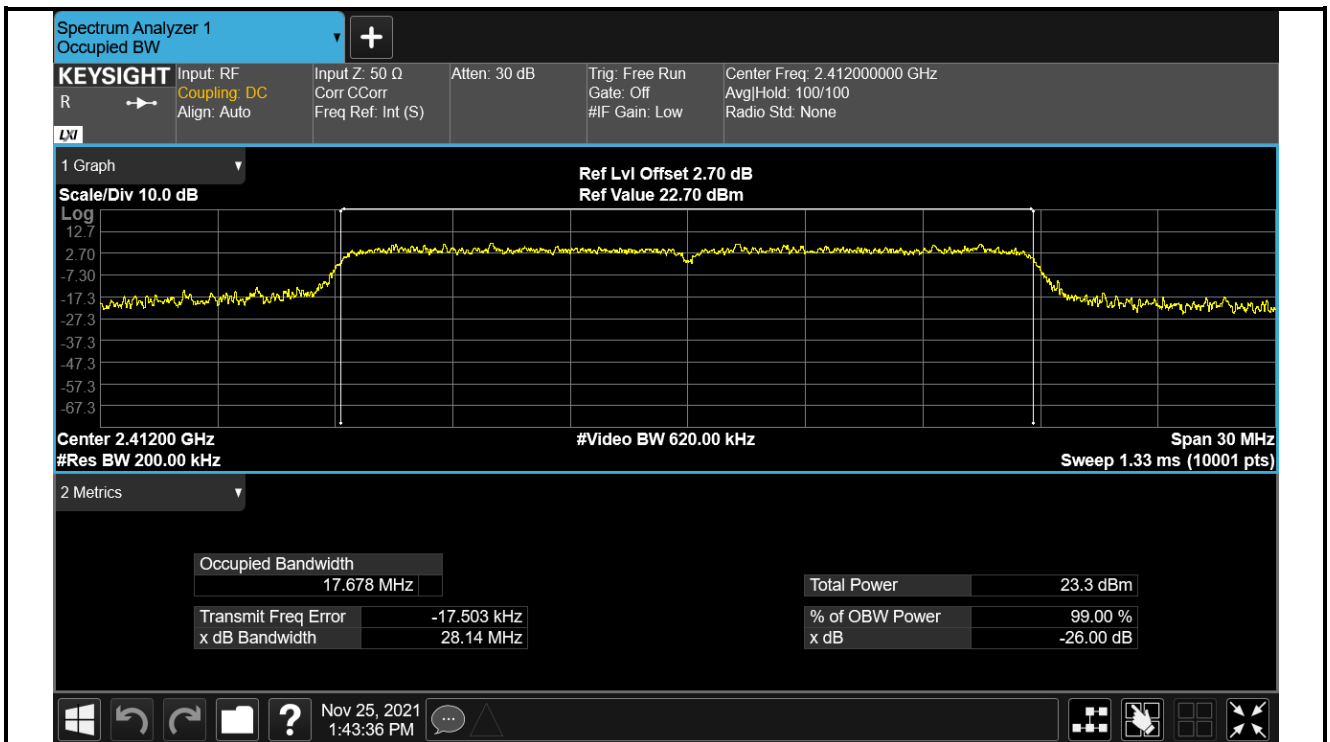 Spectrum Analyzer 1
Occupied BW
+
KEYSIGHT
R
LXI
Input: RF
Coupling: DC
Align: Auto
Input Z: 50 Ω
Corr CCorr
Freq Ref: Int (S)
Atten: 30 dB
Trig: Free Run
Gate: Off
#IF Gain: Low
Center Freq: 2.412000000 GHz
Avg|Hold: 100/100
Radio Std: None
1 Graph
Scale/Div 10.0 dB
Ref Lvl Offset 2.70 dB
Ref Value 22.70 dBm
Log
12.7
2.70
-7.30
-17.3
-27.3
-37.3
-47.3
-57.3
-67.3
Center 2.41200 GHz
#Video BW 620.00 kHz
Span 30 MHz
#Res BW 200.00 kHz
Sweep 1.33 ms (10001 pts)
2 Metrics
Occupied Bandwidth
17.678 MHz
Transmit Freq Error -17.503 kHz
x dB Bandwidth 28.14 MHz
Total Power 23.3 dBm
% of OBW Power 99.00 %
x dB -26.00 dB
?
Nov 25, 2021
1:43:36 PM